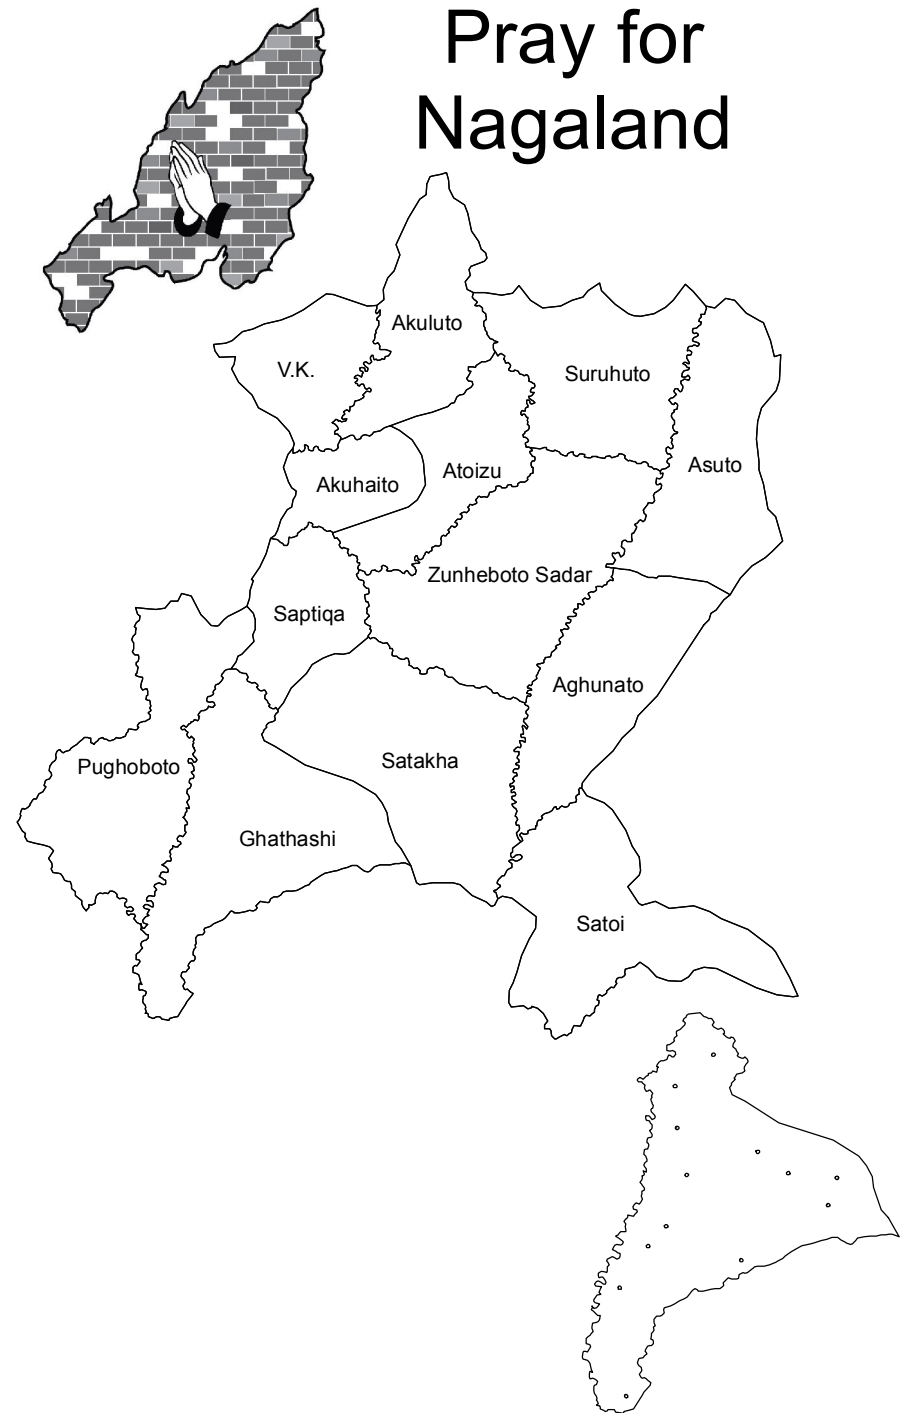 Pray for
Nagaland
Akuluto
V.K.
Suruhuto
Asuto
Akuhaito
Atoizu
Zunheboto Sadar
Saptiqa
Aghunato
Satakha
Pughoboto
Ghathashi
Satoi